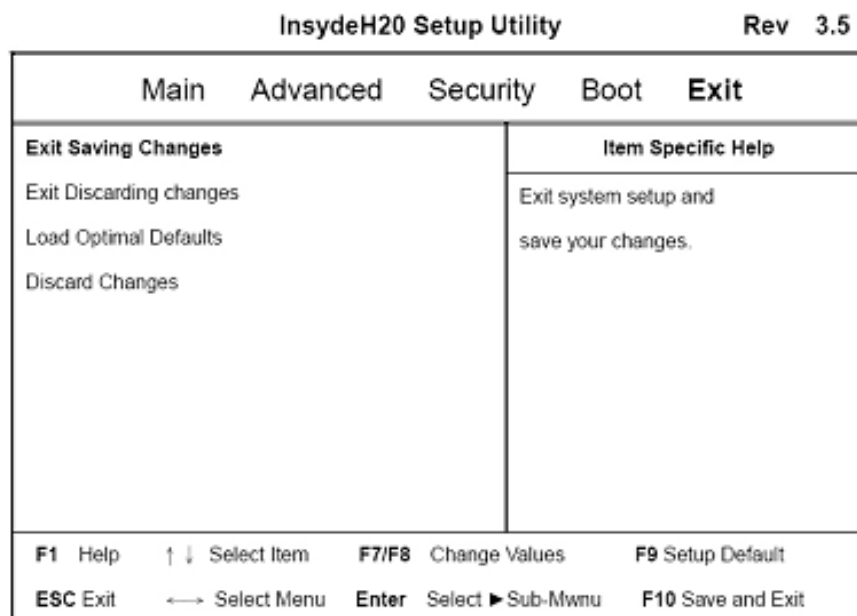 InsydeH20 Setup Utility Rev 3.5
Main Advanced Security Boot Exit
Exit Saving Changes
Exit Discarding changes
Load Optimal Defaults
Discard Changes
Item Specific Help
Exit system setup and
save your changes.
F1 Help ↑ ↓ Select Item F7/F8 Change Values F9 Setup Default
ESC Exit ←→ Select Menu Enter Select ►Sub-Mwnu F10 Save and Exit